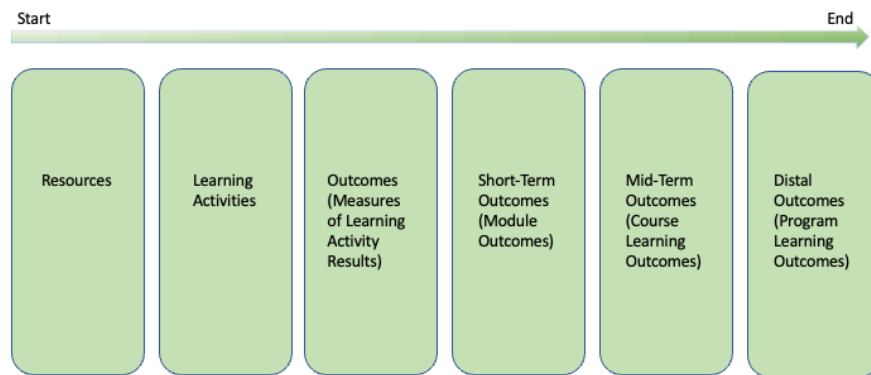 Start
End
Resources
Learning
Activities
Outcomes
(Measures
of Learning
Activity
Results)
Short-Term
Outcomes
(Module
Outcomes)
Mid-Term
Outcomes
(Course
Learning
Outcomes)
Distal
Outcomes
(Program
Learning
Outcomes)